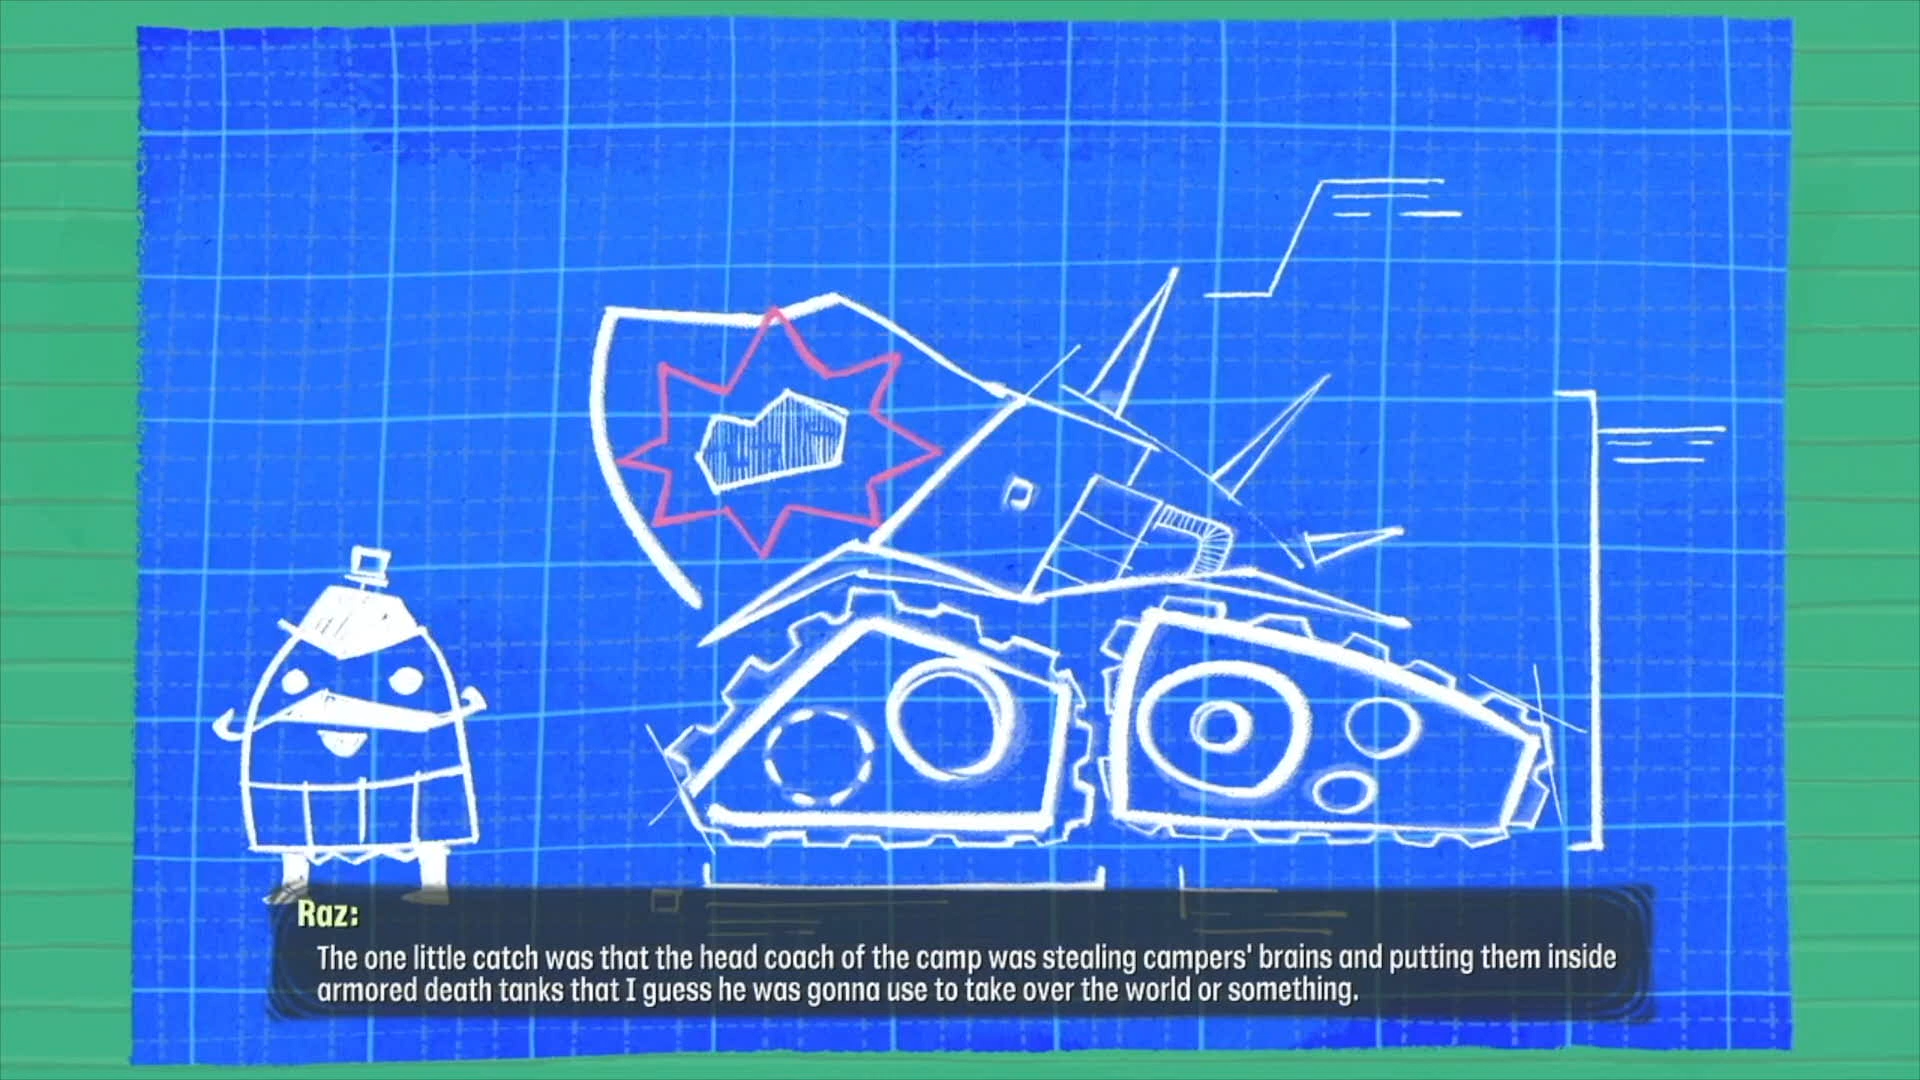 Raz:
The one little catch was that the head coach of the camp was stealing campers' brains and putting them inside
armored death tanks that I guess he was gonna use to take over the world or something.